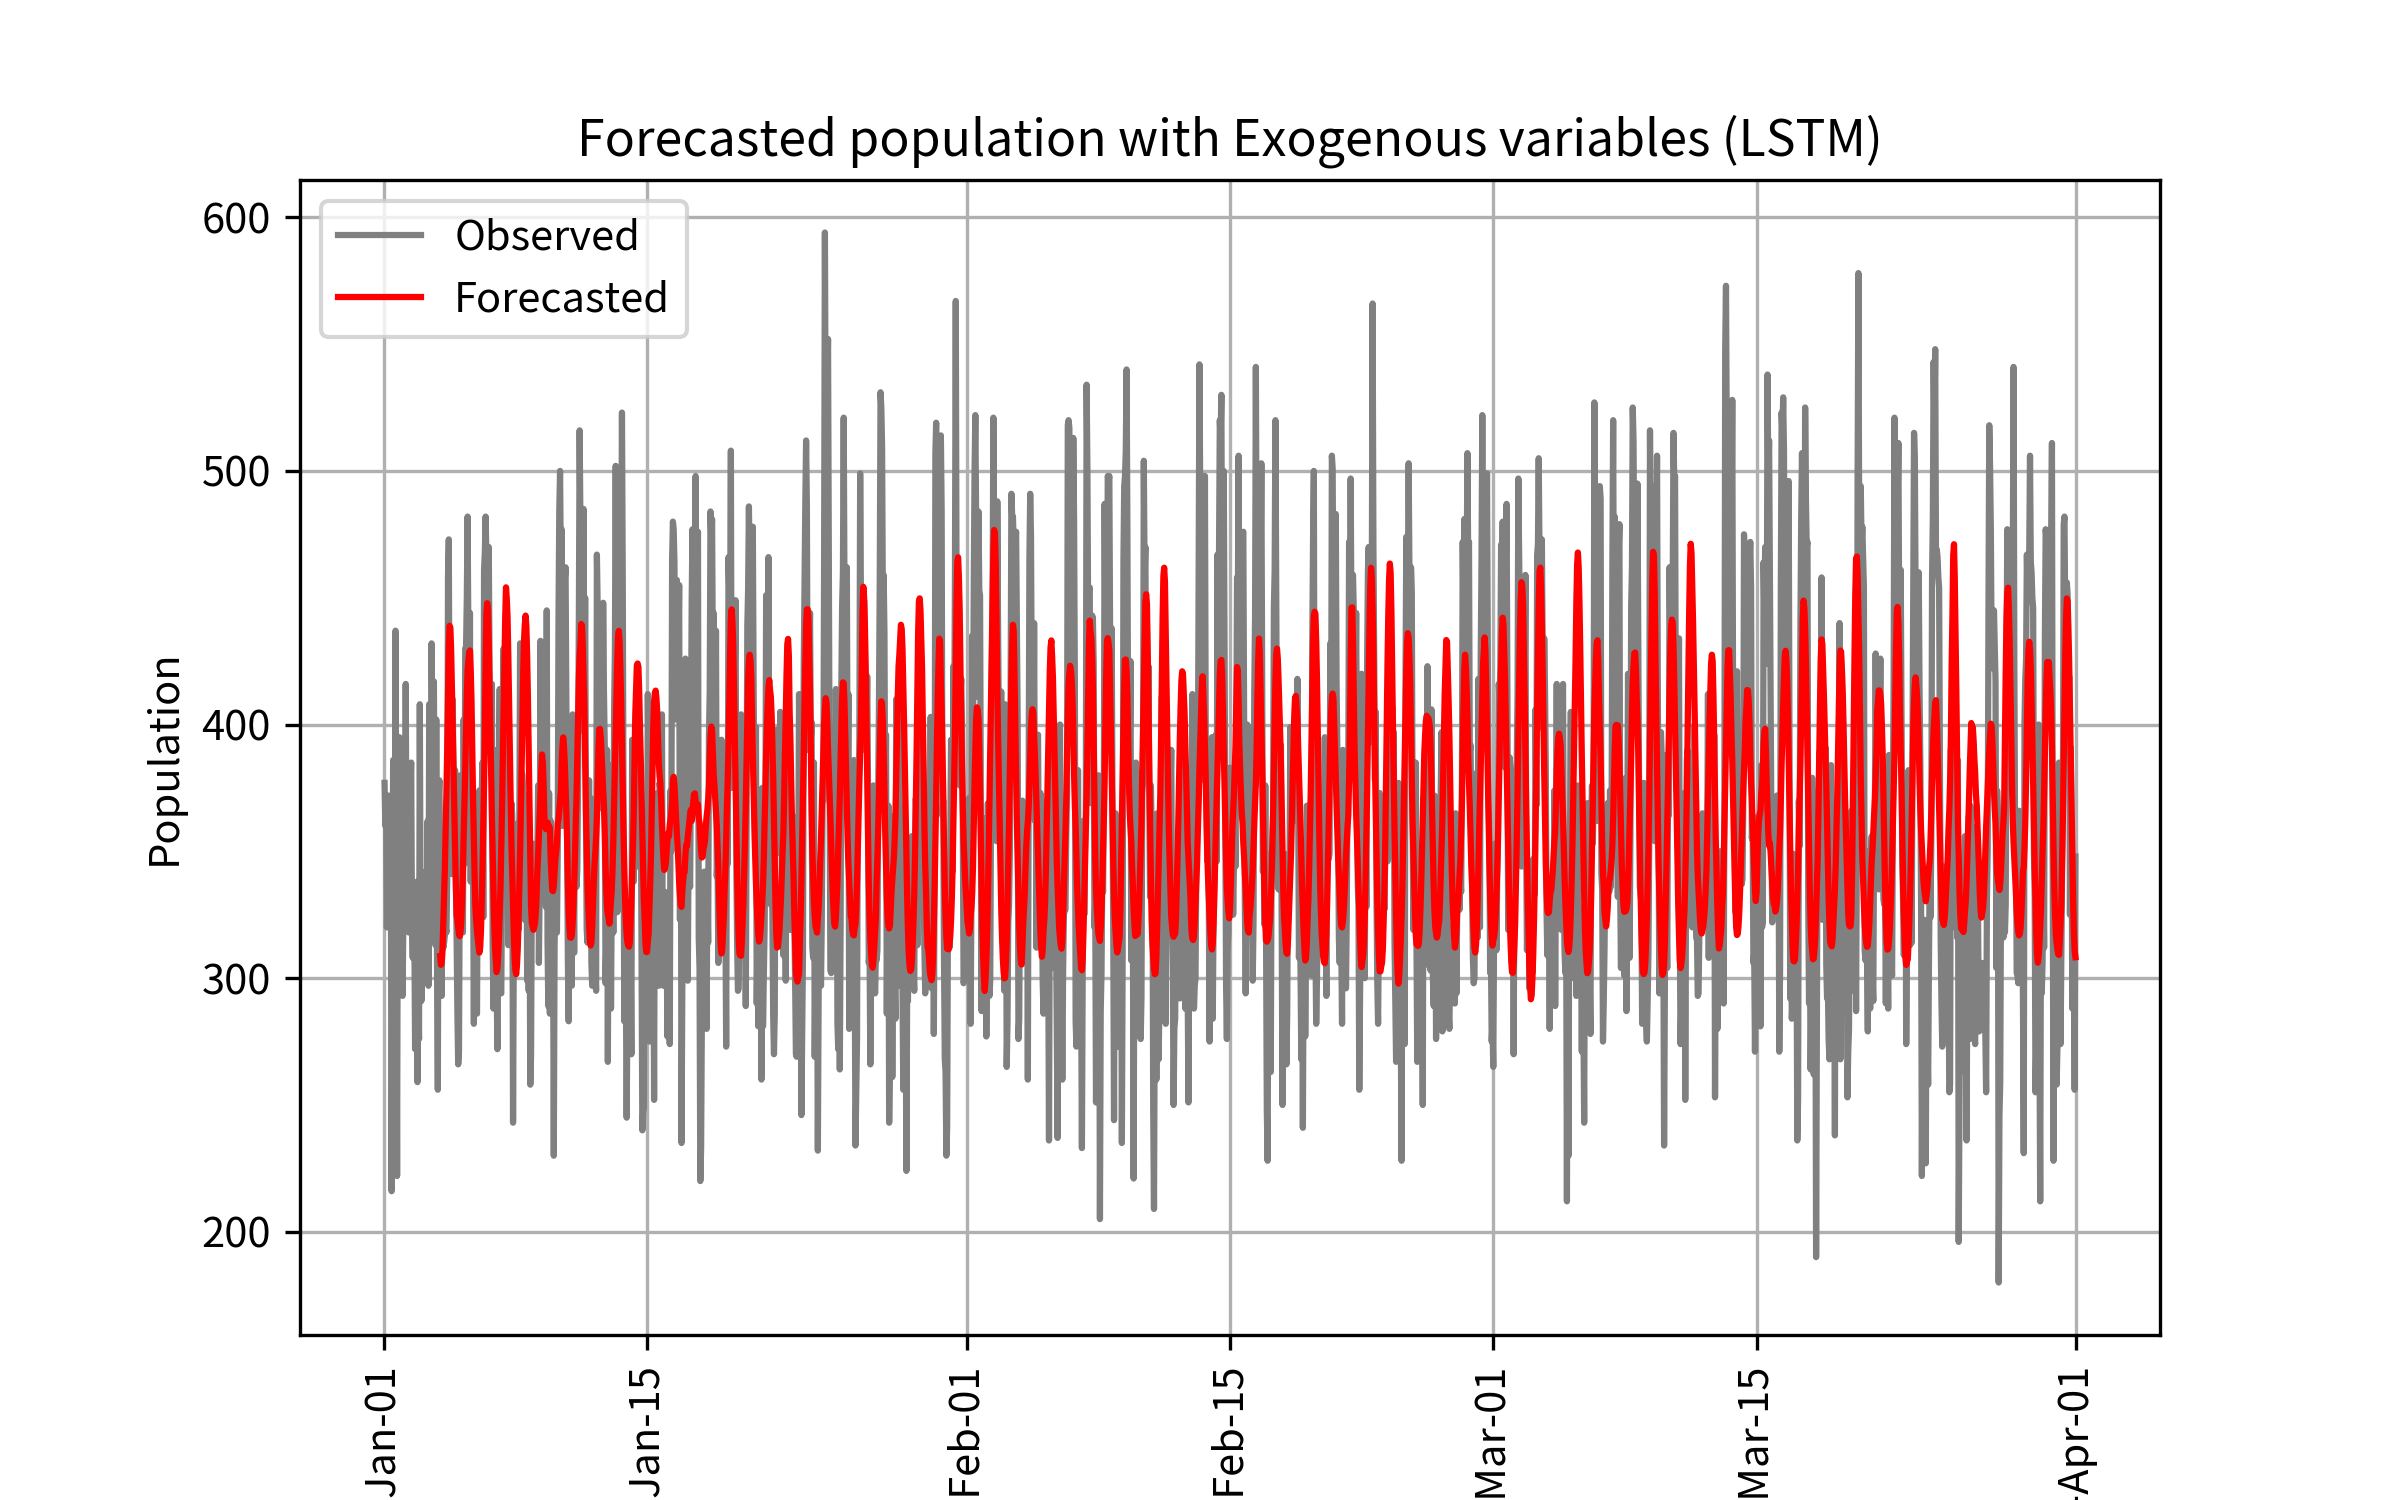 Forecasted population with Exogenous variables (LSTM)
Observed
Forecasted
Population
600
500
400
300
200
Jan-01
Jan-15
Feb-01
Feb-15
Mar-01
Mar-15
-Apr-01